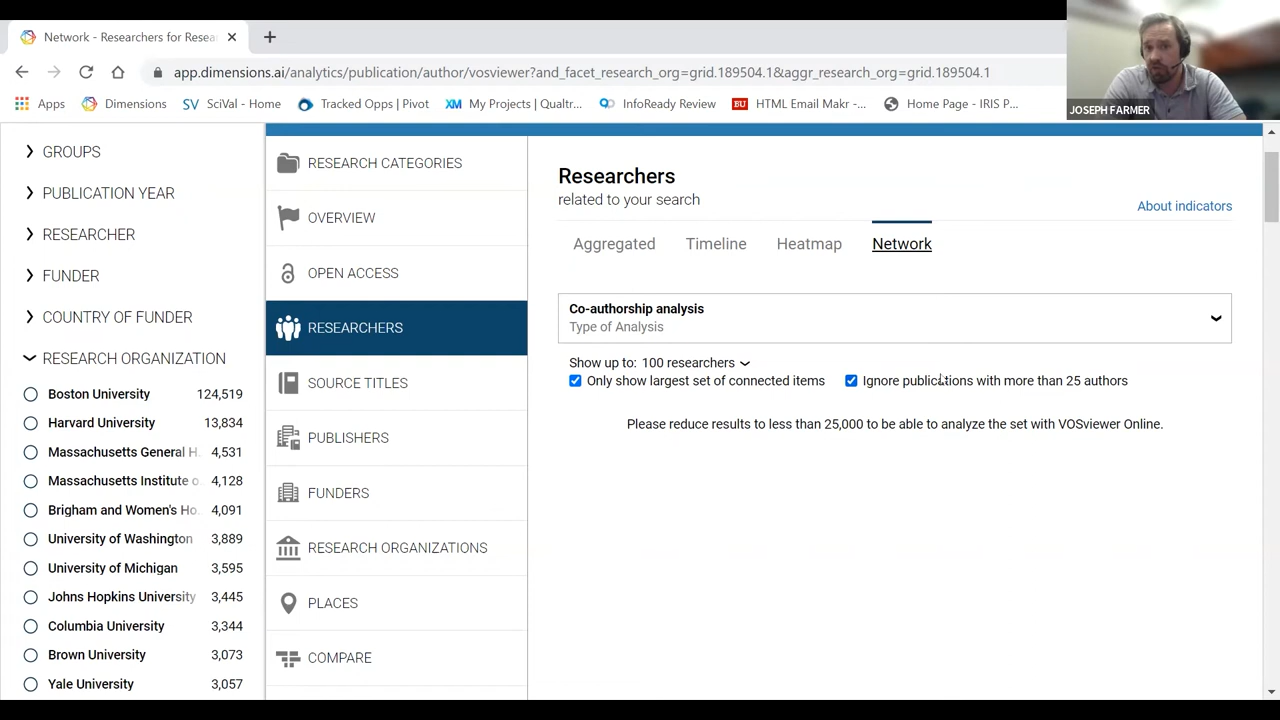 Network - Researchers for Resea
app.dimensions.ai/analytics/publication/author/vosviewer?and_facet_research_org=grid.189504.1&aggr_research_org=grid.189504.1
Apps
Dimensions
SV SciVal - Home
Tracked Opps | Pivot
XM My Projects | Qualtr...
InfoReady Review
BU HTML Email Makr -...
Home Page - IRIS P...
JOSEPH FARMER
GROUPS
PUBLICATION YEAR
RESEARCHER
FUNDER
COUNTRY OF FUNDER
RESEARCH ORGANIZATION
Boston University 124,519
Harvard University 13,834
Massachusetts General H. 4,531
Massachusetts Institute o 4,128
Brigham and Women's Ho. 4,091
University of Washington 3,889
University of Michigan 3,595
Johns Hopkins University 3,445
Columbia University 3,344
Brown University 3,073
Yale University 3,057
RESEARCH CATEGORIES
OVERVIEW
OPEN ACCESS
RESEARCHERS
SOURCE TITLES
PUBLISHERS
FUNDERS
RESEARCH ORGANIZATIONS
PLACES
COMPARE
Researchers
related to your search
About indicators
Aggregated Timeline Heatmap Network
Co-authorship analysis
Type of Analysis
Show up to: 100 researchers
Only show largest set of connected items Ignore publications with more than 25 authors
Please reduce results to less than 25,000 to be able to analyze the set with VOSviewer Online.